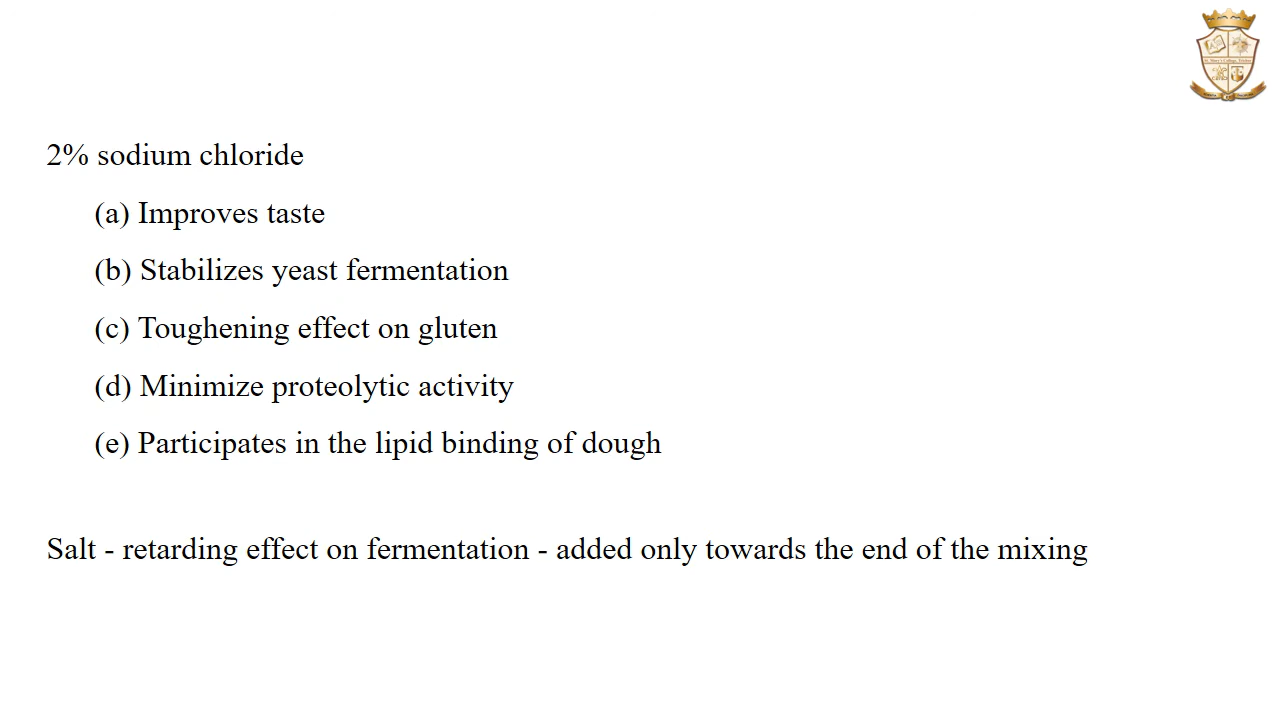 2% sodium chloride
(a) Improves taste
(b) Stabilizes yeast fermentation
(c) Toughening effect on gluten
(d) Minimize proteolytic activity
(e) Participates in the lipid binding of dough
Salt - retarding effect on fermentation - added only towards the end of the mixing